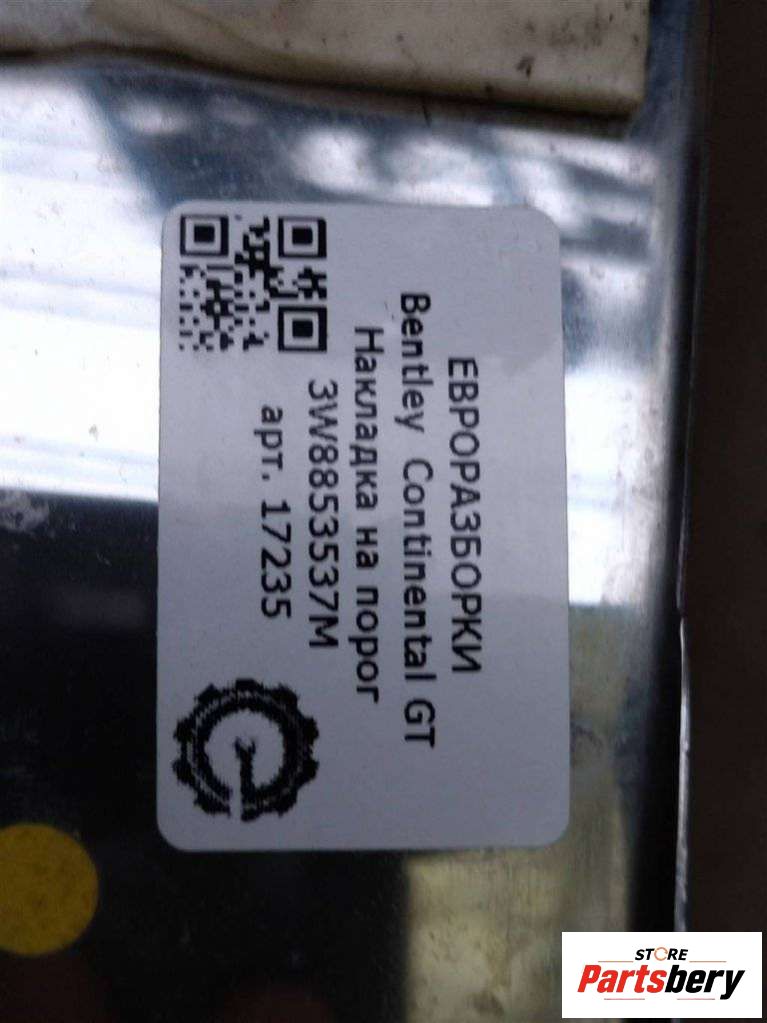 ЕВРОРАЗБОРКИ
Bentley Continental GT
Накладка на порог
3W8853537M
арт. 17235
STORE
Partsbery